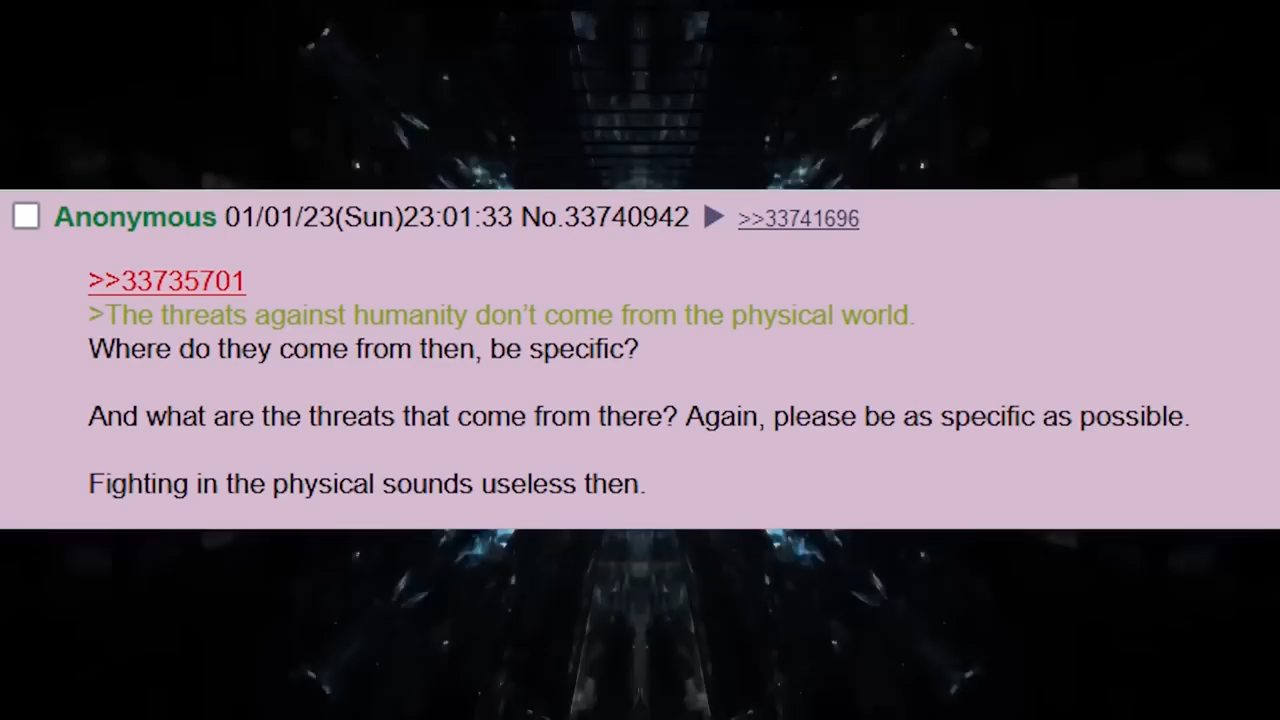 Anonymous 01/01/23(Sun)23:01:33 No.33740942 ▶ >>33741696
>>33735701
>The threats against humanity don’t come from the physical world.
Where do they come from then, be specific?
And what are the threats that come from there? Again, please be as specific as possible.
Fighting in the physical sounds useless then.